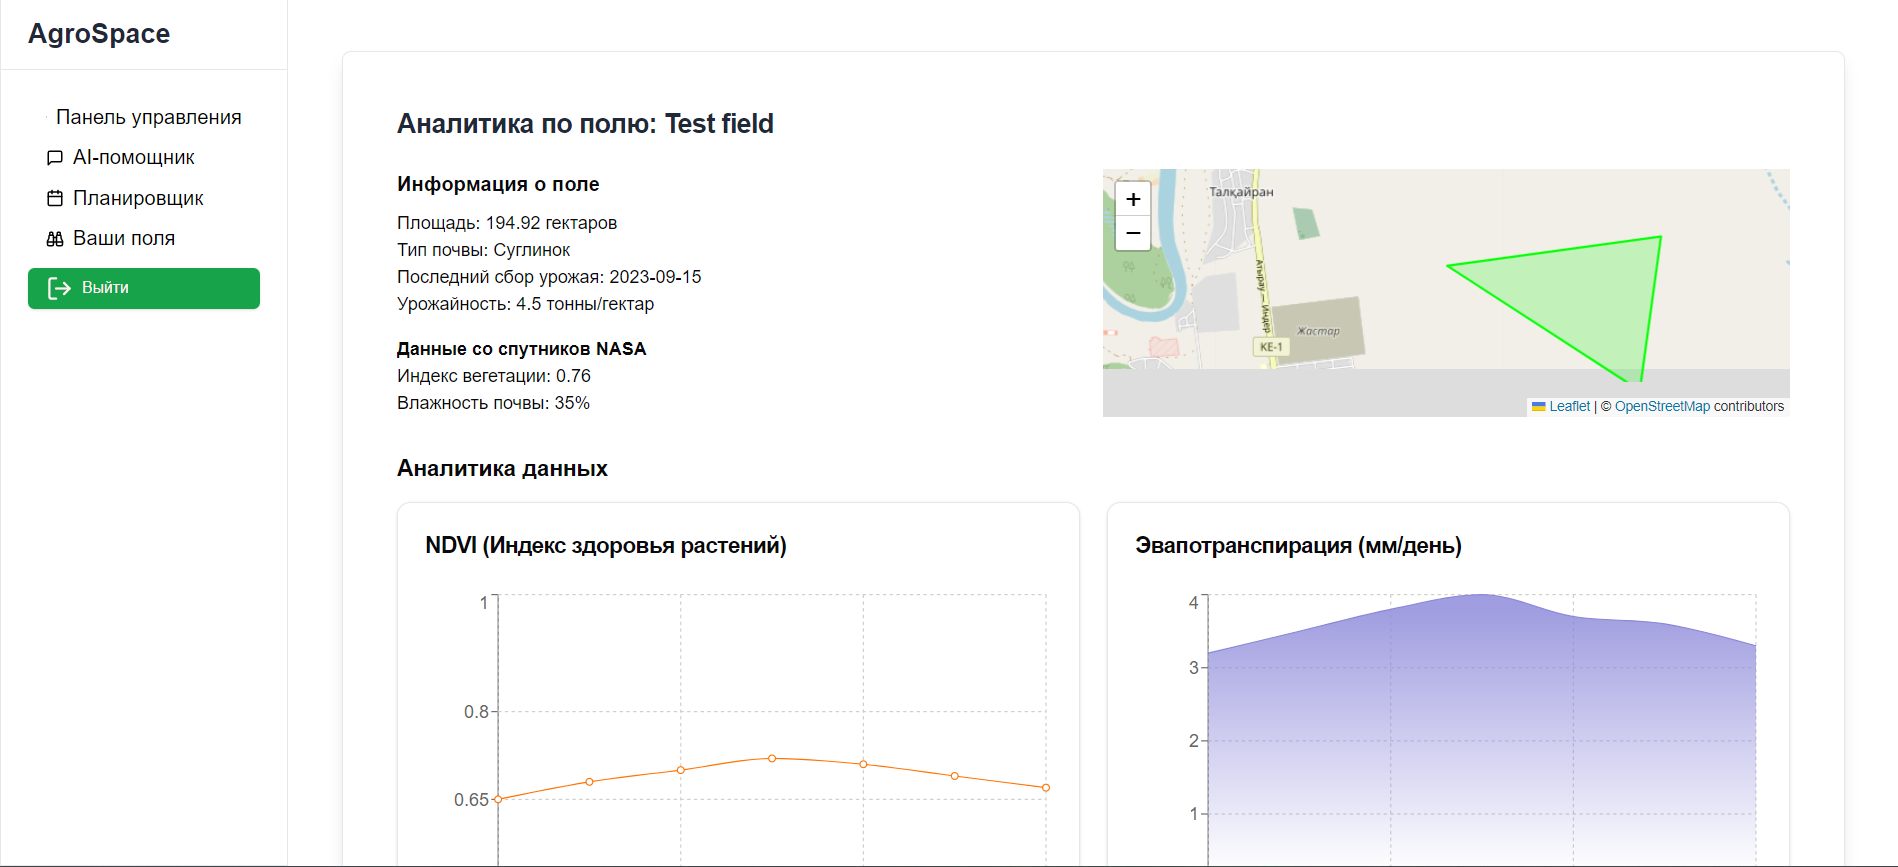 AgroSpace
Панель управления
AI-помощник
Планировщик
Ваши поля
Выйти
Аналитика по полю: Test field
Информация о поле
Площадь: 194.92 гектаров
Тип почвы: Суглинок
Последний сбор урожая: 2023-09-15
Урожайность: 4.5 тонны/гектар
Данные со спутников NASA
Индекс вегетации: 0.76
Влажность почвы: 35%
+
−
Талқайран
Атырау — Индер
Жастар
KE-1
Leaflet | © OpenStreetMap contributors
Аналитика данных
NDVI (Индекс здоровья растений)
1
0.8
0.65
Эвапотранспирация (мм/день)
4
3
2
1